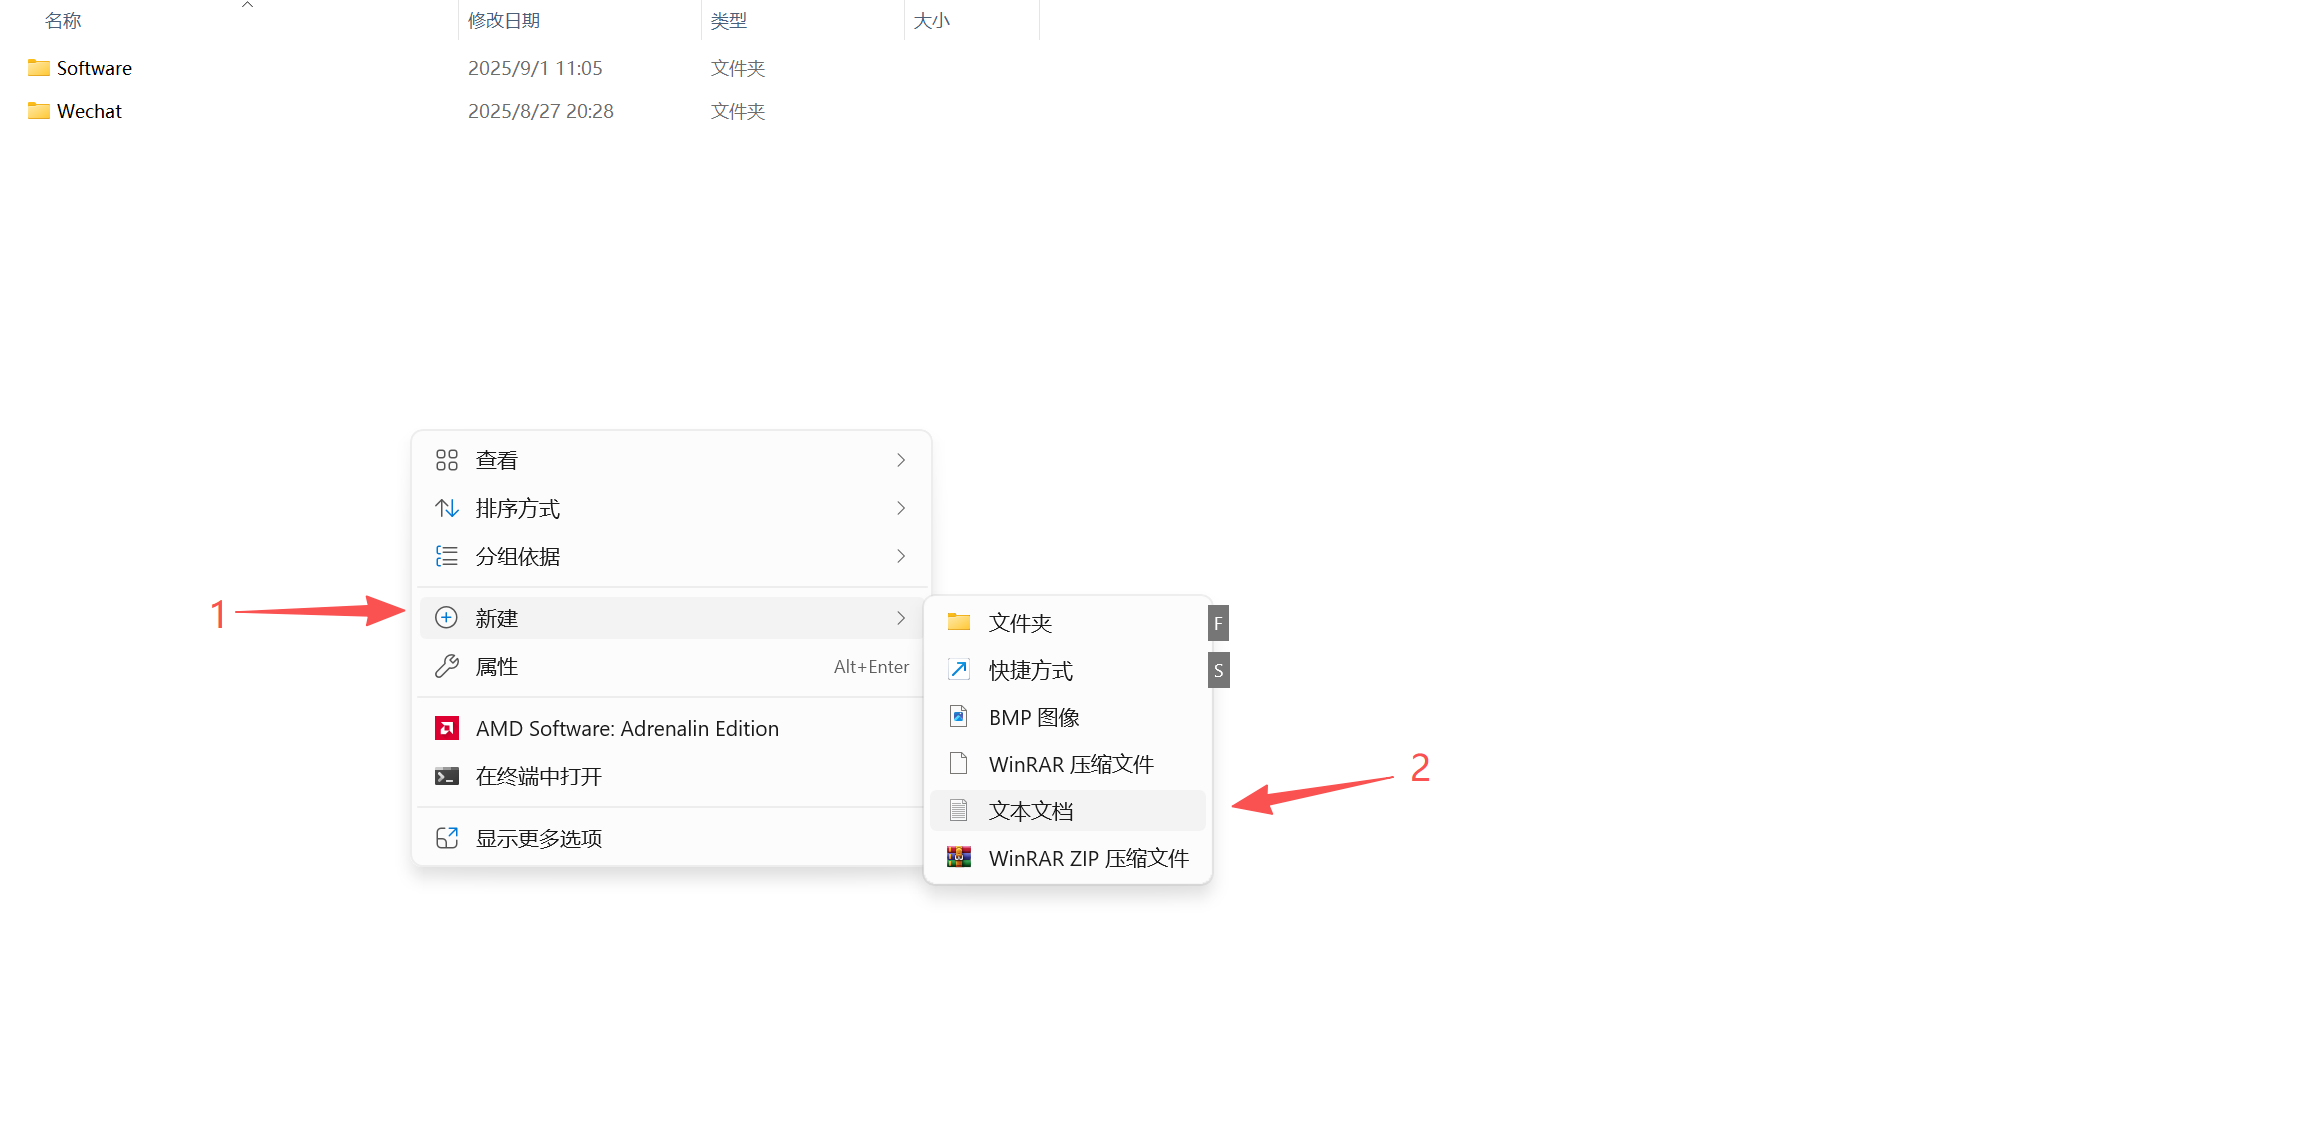 名称 修改日期 类型 大小
Software 2025/9/1 11:05 文件夹
Wechat 2025/8/27 20:28 文件夹
查看
排序方式
分组依据
1 新建
属性 Alt+Enter
AMD Software: Adrenalin Edition
在终端中打开
显示更多选项
文件夹 F
快捷方式 S
BMP 图像
WinRAR 压缩文件
文本文档 2
WinRAR ZIP 压缩文件